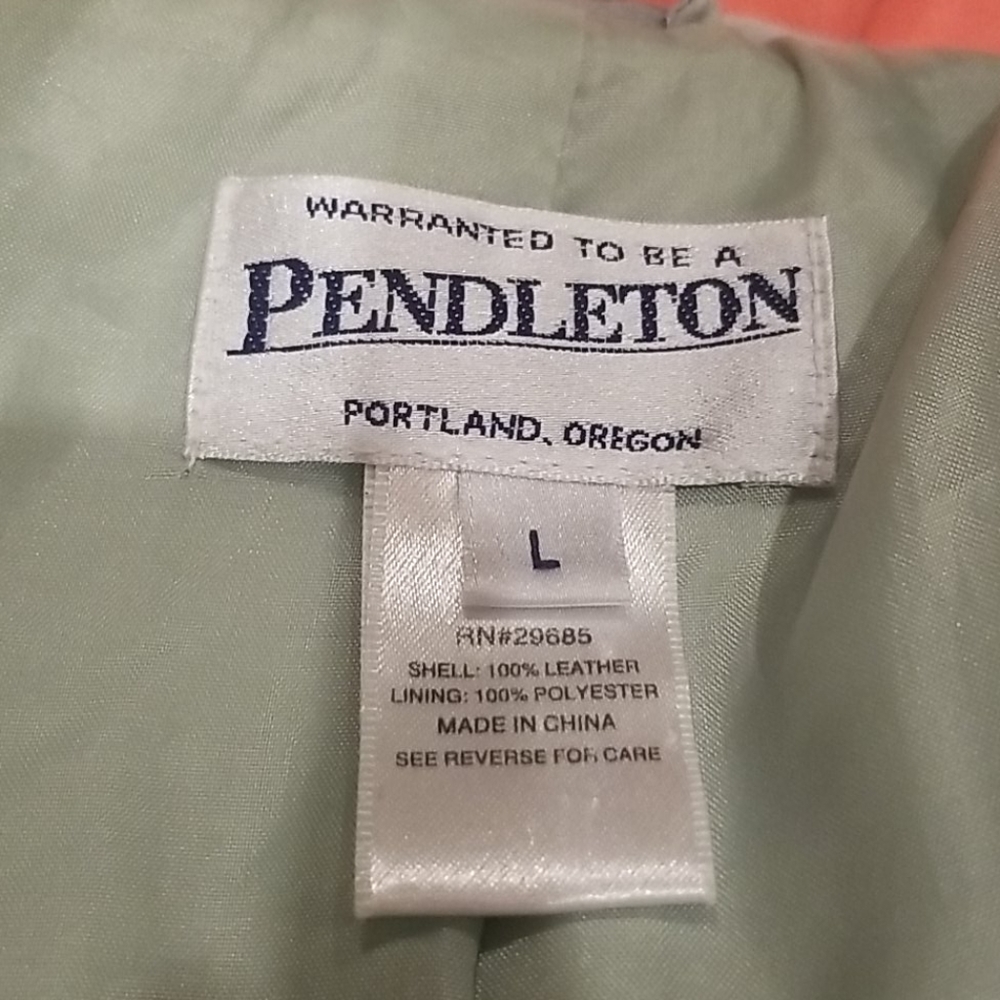 WARRANTED TO BE A
PENDLETON
PORTLAND, OREGON
L
RN#29685
SHELL: 100% LEATHER
LINING: 100% POLYESTER
MADE IN CHINA
SEE REVERSE FOR CARE